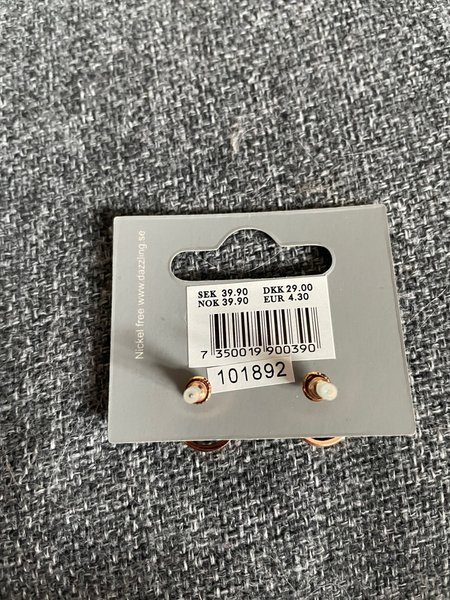 SEK 39.90 DKK 29.00
NOK 39.90 EUR 4.30
7 350019 900390
101892
Nickel free www.dazzling.se